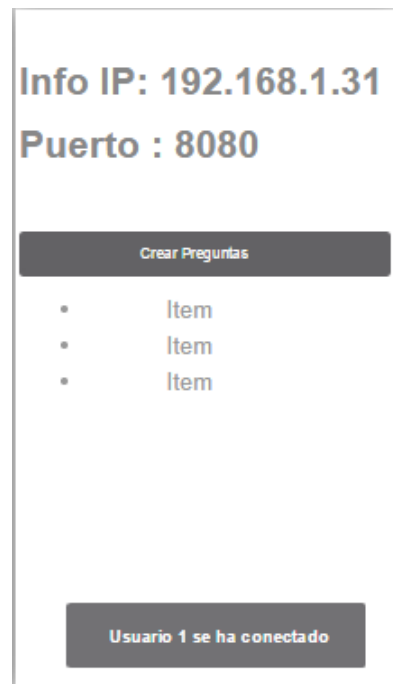 Info IP: 192.168.1.31
Puerto : 8080
Crear Preguntas
• Item
• Item
• Item
Usuario 1 se ha conectado